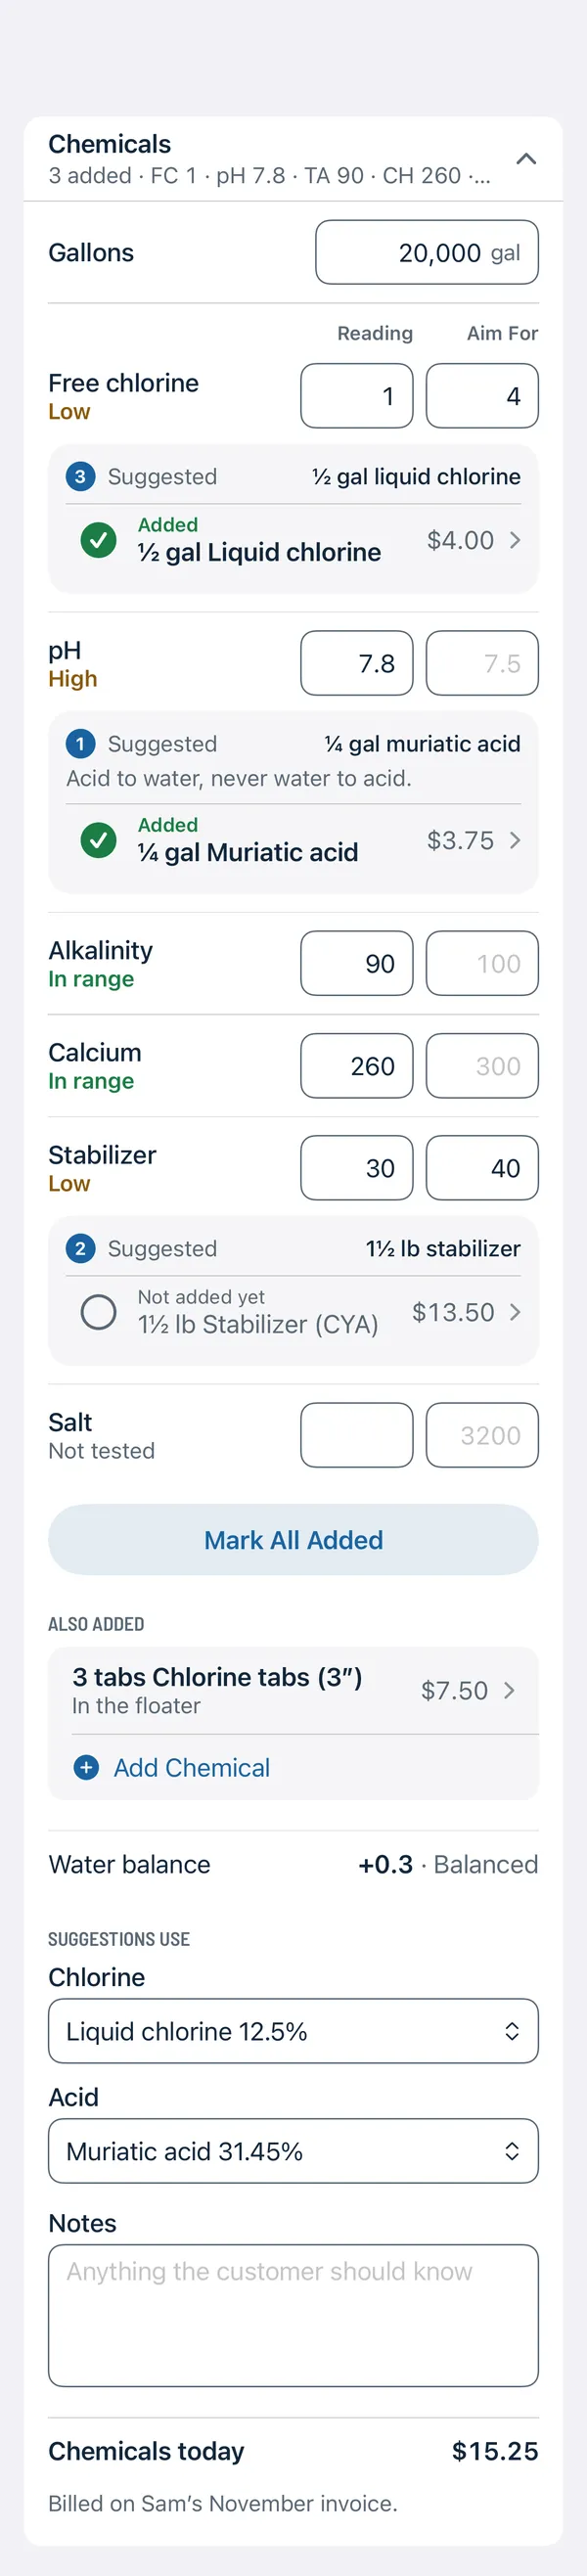 Chemicals
3 added · FC 1 · pH 7.8 · TA 90 · CH 260 ·...
Gallons 20,000 gal
Reading Aim For
Free chlorine 1 4
Low
3 Suggested ½ gal liquid chlorine
Added
½ gal Liquid chlorine $4.00
pH 7.8 7.5
High
1 Suggested ¼ gal muriatic acid
Acid to water, never water to acid.
Added
¼ gal Muriatic acid $3.75
Alkalinity 90 100
In range
Calcium 260 300
In range
Stabilizer 30 40
Low
2 Suggested 1½ lb stabilizer
Not added yet
1½ lb Stabilizer (CYA) $13.50
Salt 3200
Not tested
Mark All Added
ALSO ADDED
3 tabs Chlorine tabs (3”) $7.50
In the floater
Add Chemical
Water balance +0.3 · Balanced
SUGGESTIONS USE
Chlorine
Liquid chlorine 12.5%
Acid
Muriatic acid 31.45%
Notes
Anything the customer should know
Chemicals today $15.25
Billed on Sam’s November invoice.